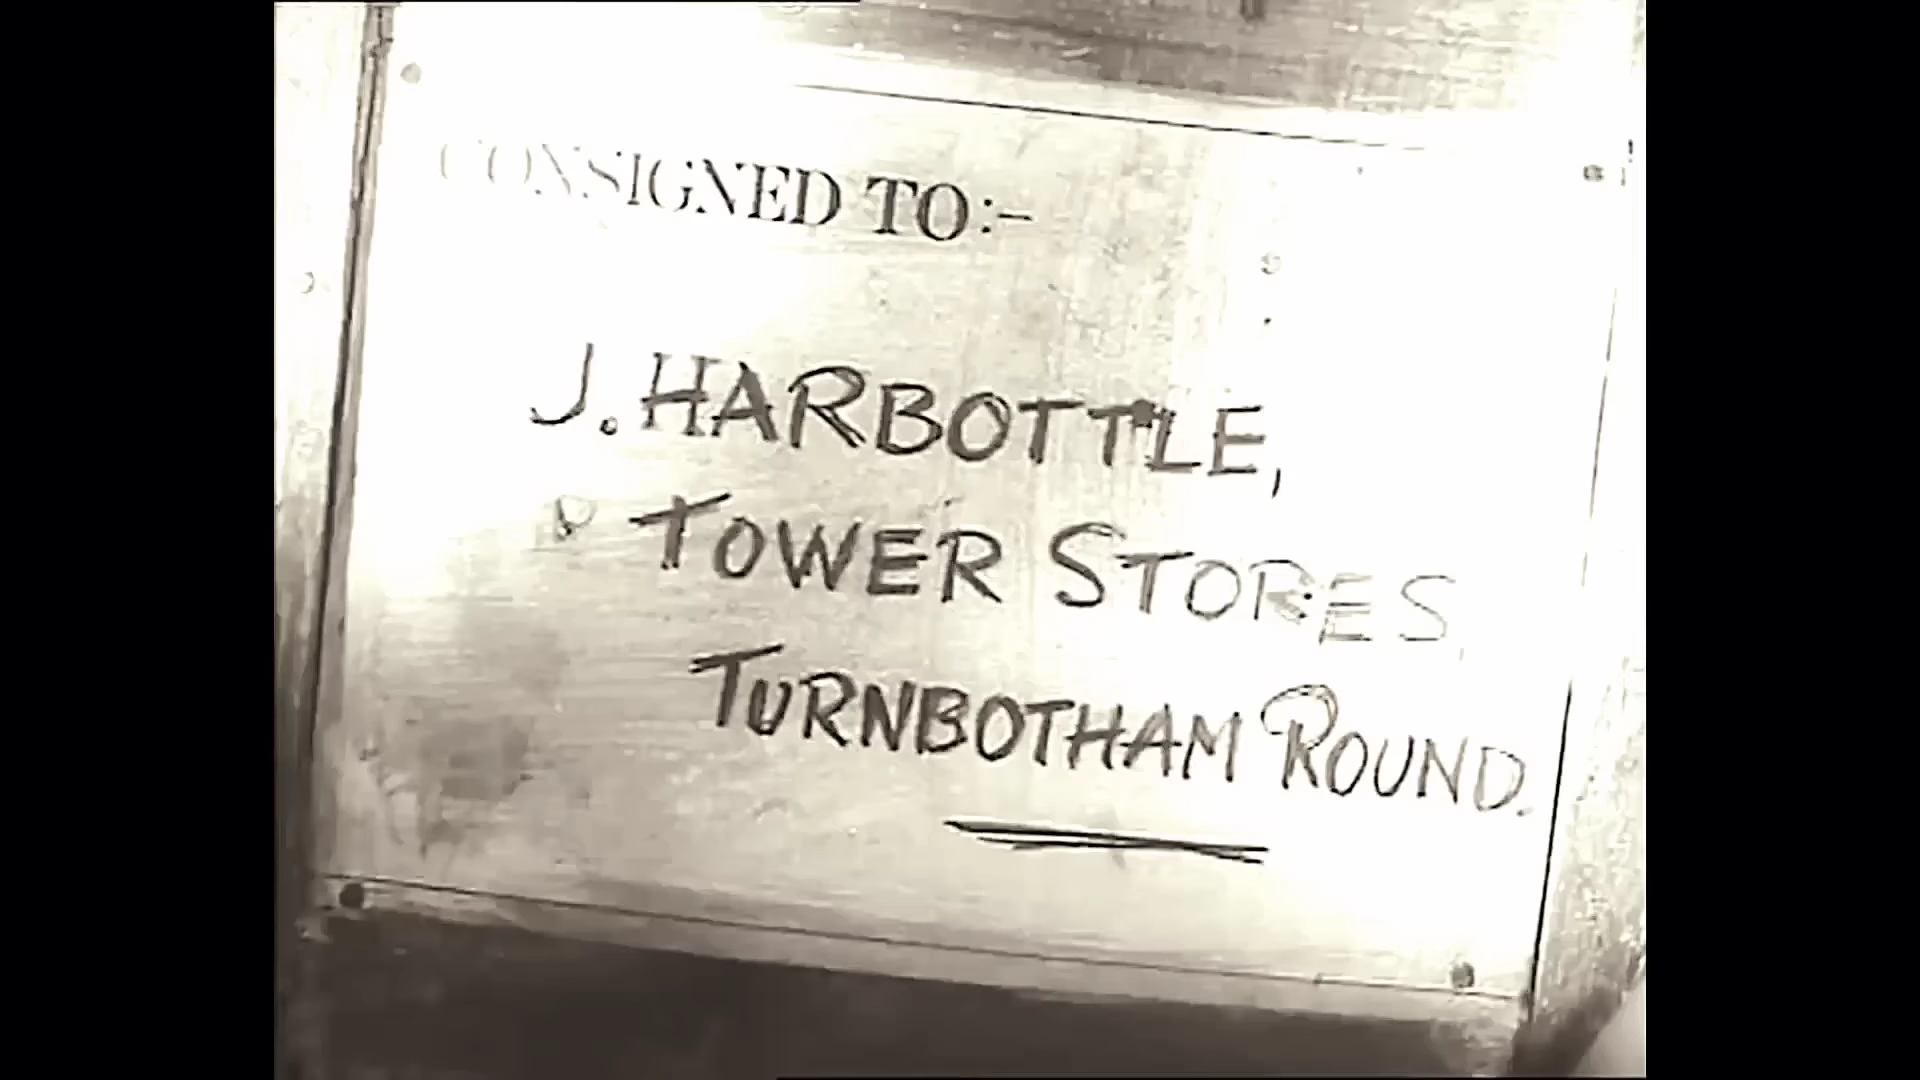 CONSIGNED TO:-
J. HARBOTTLE,
TOWER STORES,
TURNBOTHAM ROUND.